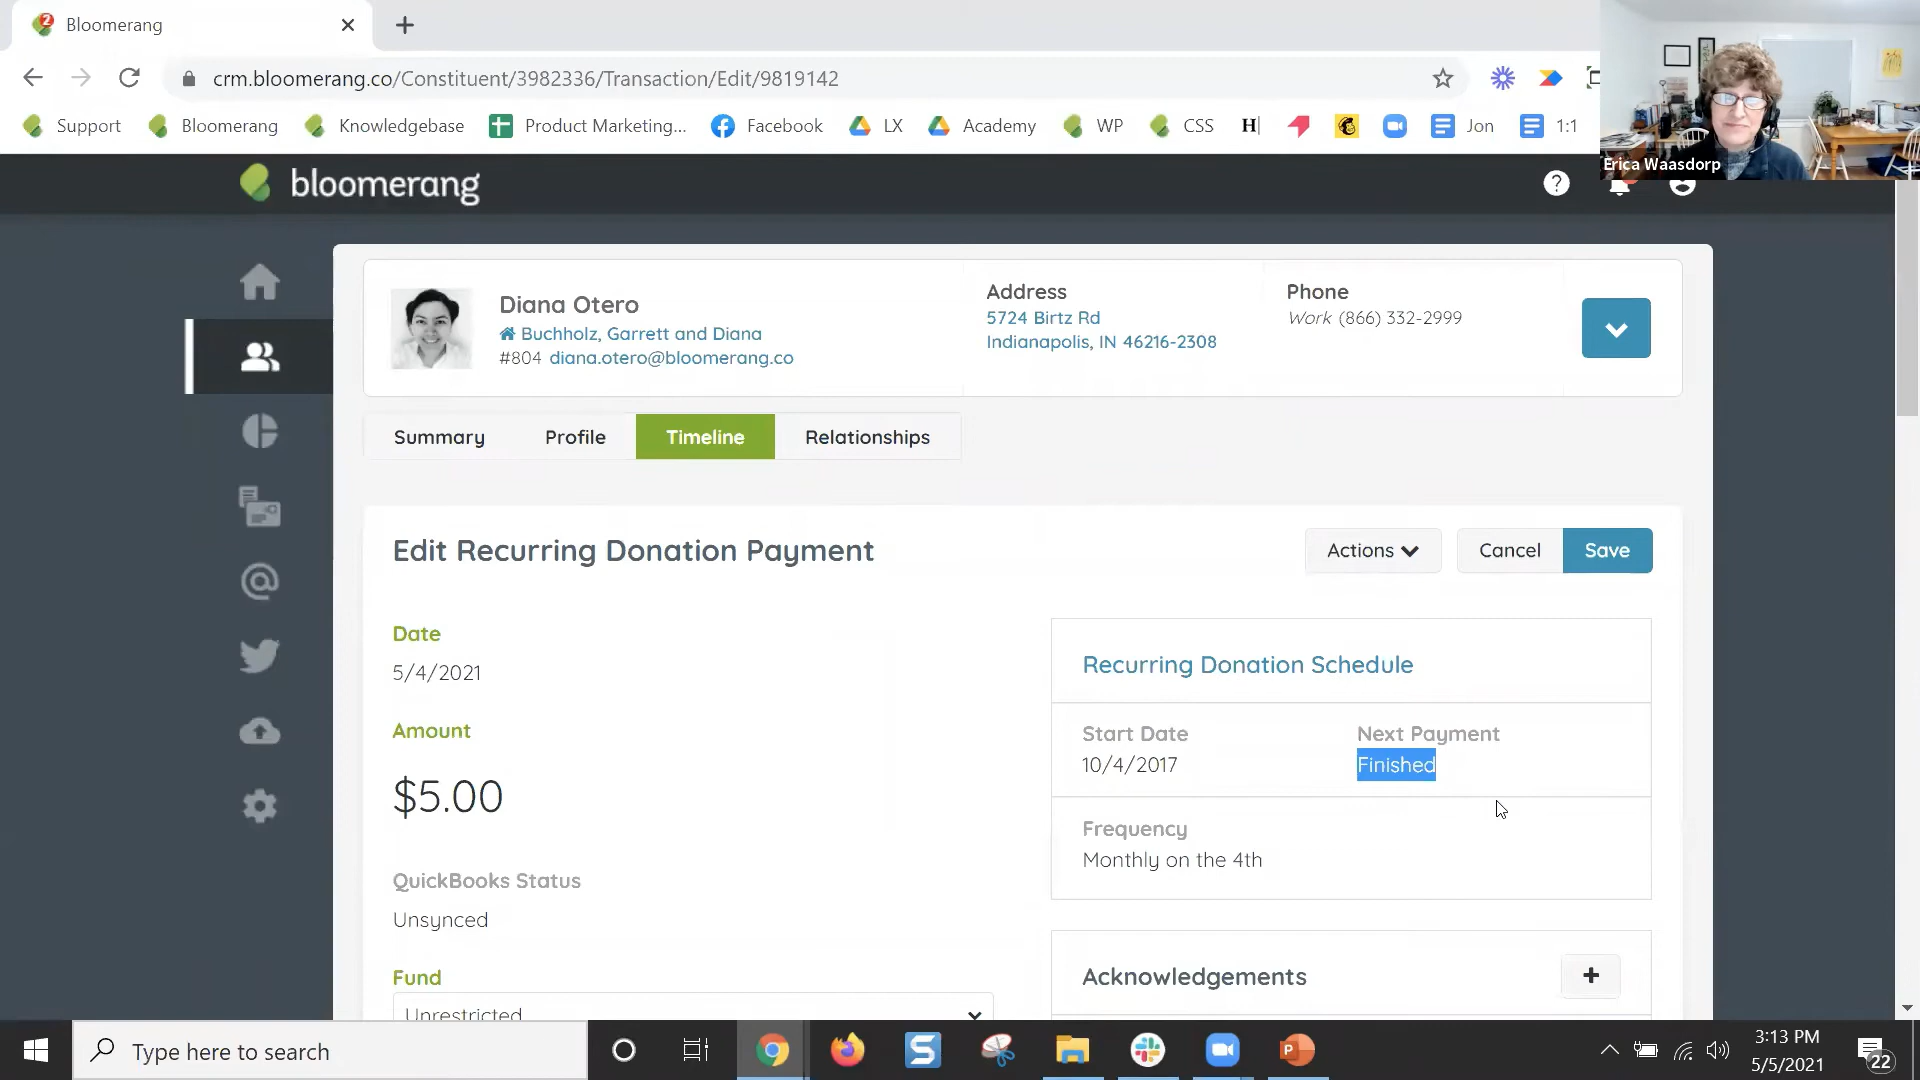 2
Bloomerang
crm.bloomerang.co/Constituent/3982336/Transaction/Edit/9819142
Support Bloomerang Knowledgebase Product Marketing... Facebook LX Academy WP CSS H Jon 1:1
Erica Waasdorp
bloomerang
?
Diana Otero
Buchholz, Garrett and Diana
#804 diana.otero@bloomerang.co
Address
5724 Birtz Rd
Indianapolis, IN 46216-2308
Phone
Work (866) 332-2999
Summary Profile Timeline Relationships
Edit Recurring Donation Payment
Actions Cancel Save
Date
5/4/2021
Amount
$5.00
QuickBooks Status
Unsynced
Fund
Unrestricted
Recurring Donation Schedule
Start Date Next Payment
10/4/2017 Finished
Frequency
Monthly on the 4th
Acknowledgements +
Type here to search
S
P
3:13 PM
5/5/2021
22